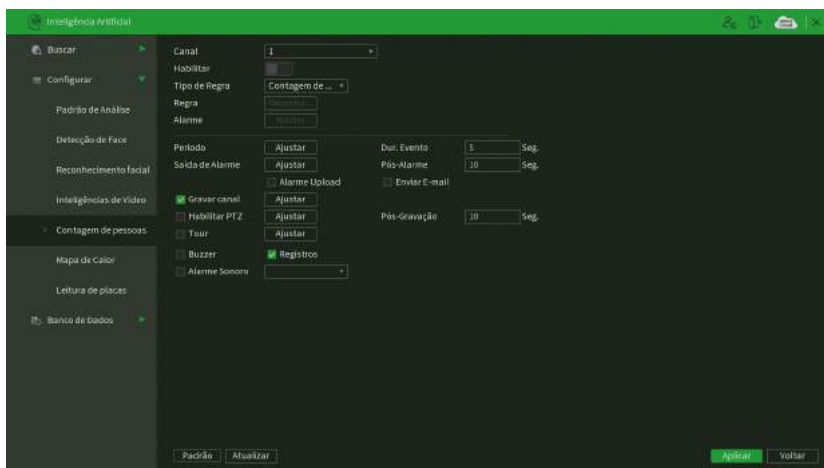 Inteligência Artificial
Buscar
Configurar
Padrão de Análise
Detecção de Face
Reconhecimento facial
Inteligências de Vídeo
Contagem de pessoas
Mapa de Calor
Leitura de placas
Banco de Dados
Canal 1
Habilitar
Tipo de Regra Contagem de ...
Regra
Alarme Ajustar
Período Ajustar Dur. Evento 5 Seg.
Saída de Alarme Ajustar Pós-Alarme 10 Seg.
Alarme Upload Enviar E-mail
Gravar canal Ajustar
Habilitar PTZ Ajustar Pós-Gravação 10 Seg.
Tour Ajustar
Buzzer Registros
Alarme Sonoro
Padrão Atualizar Aplicar Voltar